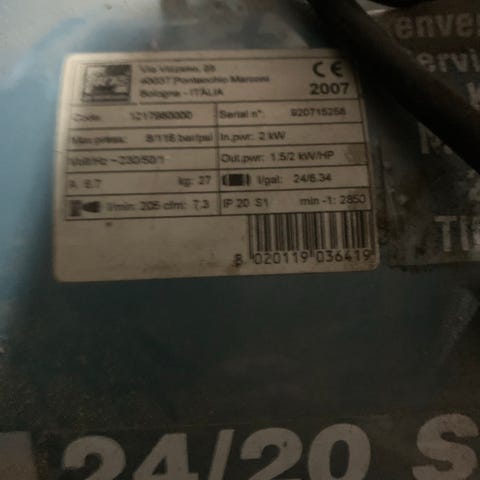 Via Vizzano, 23
40037 Pontecchio Marconi
Bologna - ITALIA
CE
2007
Code: 1217980000
Serial n°: 920715258
Max press. 8/116 bar/psi
In.pwr: 2 kW
Volt/Hz ~230/50/1
Out.pwr: 1.5/2 kW/HP
A 8.7
kg: 27
l/gal: 24/6.34
l/min: 205 cfm: 7.3
IP 20 S1
min -1: 2850
8 020119 036419
24/20 S